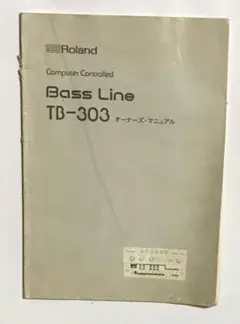 Roland
Computer Controlled
Bass Line
TB-303 オーナーズ・マニュアル